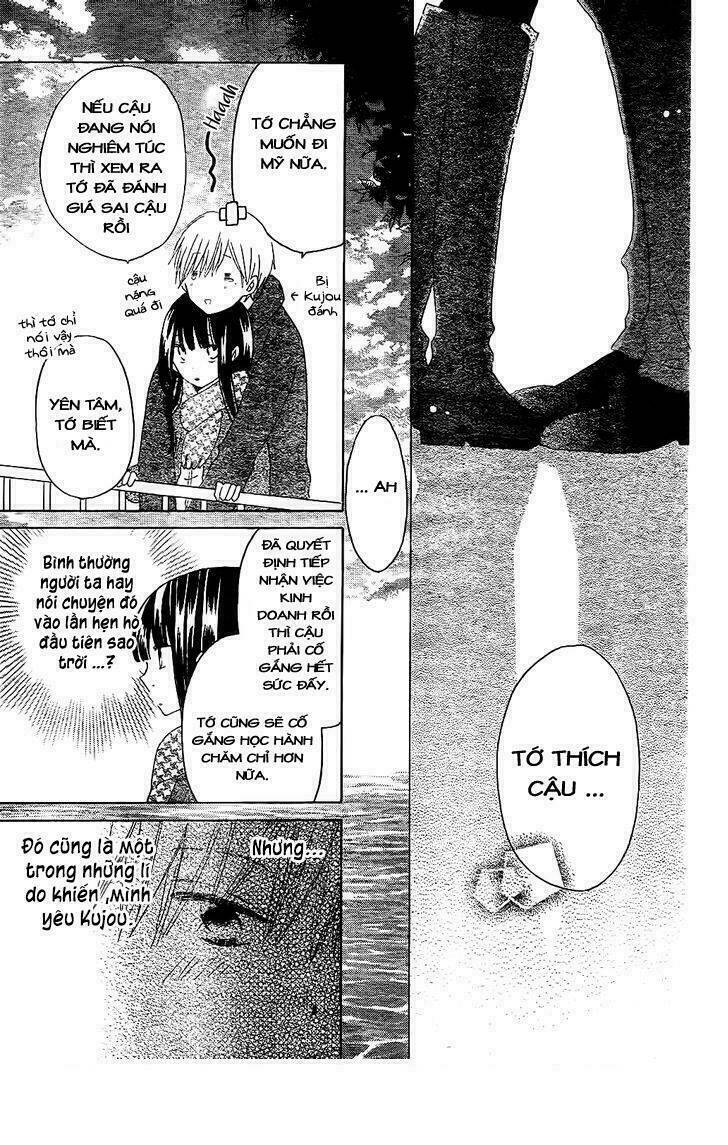 TỚ THÍCH
CẬU ...
... AH
TỚ CHẲNG
MUỐN ĐI
MỸ NỮA.
Haaah
NẾU CẬU
ĐANG NÓI
NGHIÊM TÚC
THÌ XEM RA
TỚ ĐÃ ĐÁNH
GIÁ SAI CẬU
RỒI
Bị
← Kujou
đánh
cậu
nặng
quá đi
thì tớ chỉ
nói vậy
thôi mà
YÊN TÂM,
TỚ BIẾT
MÀ.
ĐÃ QUYẾT
ĐỊNH TIẾP
NHẬN VIỆC
KINH
DOANH RỒI
THÌ CẬU
PHẢI CỐ
GẮNG HẾT
SỨC ĐẤY.
TỚ CŨNG SẼ CỐ
GẮNG HỌC HÀNH
CHĂM CHỈ HƠN
NỮA.
Bình thường
người ta hay
nói chuyện đó
vào lần hẹn hò
đầu tiên sao
trời ...?
Nhưng...
Đó cũng là một
trong những lí
do khiến ,mình
yêu Kujou.